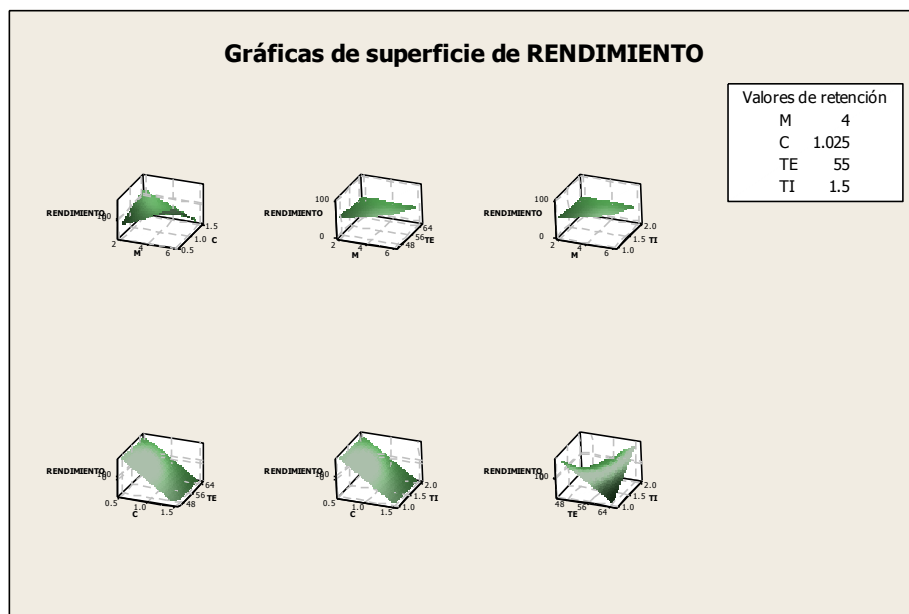 Gráficas de superficie de RENDIMIENTO
Valores de retención
M 4
C 1.025
TE 55
TI 1.5
RENDIMIENTO
0
2
4
6
M
0.5
1.0
1.5
C
RENDIMIENTO
100
0
2
4
6
M
48
56
64
TE
RENDIMIENTO
100
0
2
4
6
M
1.0
1.5
2.0
TI
RENDIMIENTO
0.5
1.0
1.5
C
48
56
64
TE
RENDIMIENTO
0.5
1.0
1.5
C
1.0
1.5
2.0
TI
RENDIMIENTO
100
48
56
64
TE
1.0
1.5
2.0
TI